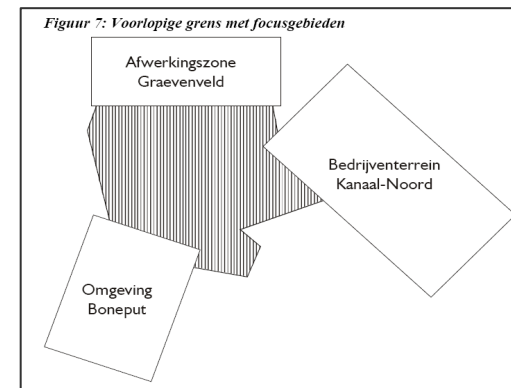 Figuur 7: Voorlopige grens met focusgebieden
Afwerkingszone
Graevenveld
Bedrijventerrein
Kanaal-Noord
Omgeving
Boneput